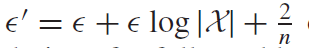 ϵ′ = ϵ + ϵ log |𝒳| + 2/n